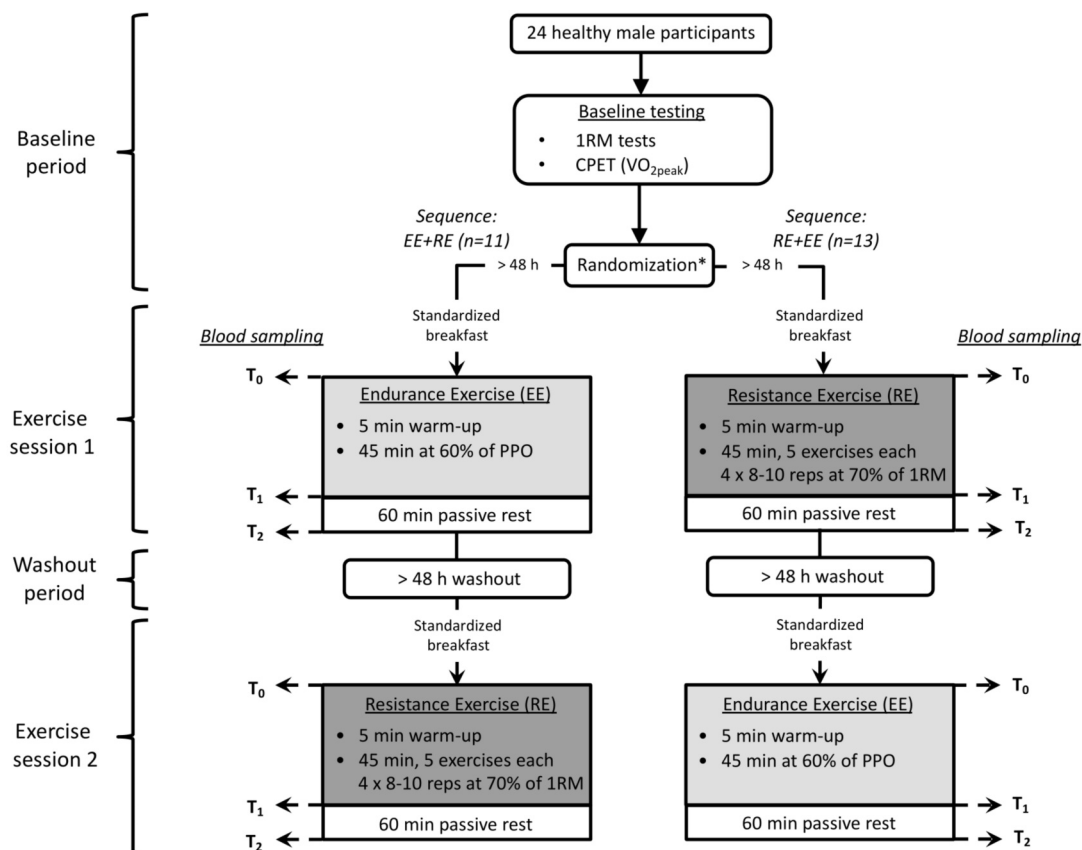 24 healthy male participants
Baseline
period
Baseline testing
• 1RM tests
• CPET (VO2peak)
Sequence:
EE+RE (n=11)
Sequence:
RE+EE (n=13)
> 48 h
Randomization*
> 48 h
Standardized
breakfast
Standardized
breakfast
Blood sampling
Blood sampling
Exercise
session 1
T0
Endurance Exercise (EE)
• 5 min warm-up
• 45 min at 60% of PPO
T1
60 min passive rest
T2
Resistance Exercise (RE)
• 5 min warm-up
• 45 min, 5 exercises each
4 x 8-10 reps at 70% of 1RM
60 min passive rest
T0
T1
T2
Washout
period
> 48 h washout
> 48 h washout
Standardized
breakfast
Standardized
breakfast
Exercise
session 2
T0
Resistance Exercise (RE)
• 5 min warm-up
• 45 min, 5 exercises each
4 x 8-10 reps at 70% of 1RM
T1
60 min passive rest
T2
Endurance Exercise (EE)
• 5 min warm-up
• 45 min at 60% of PPO
60 min passive rest
T0
T1
T2